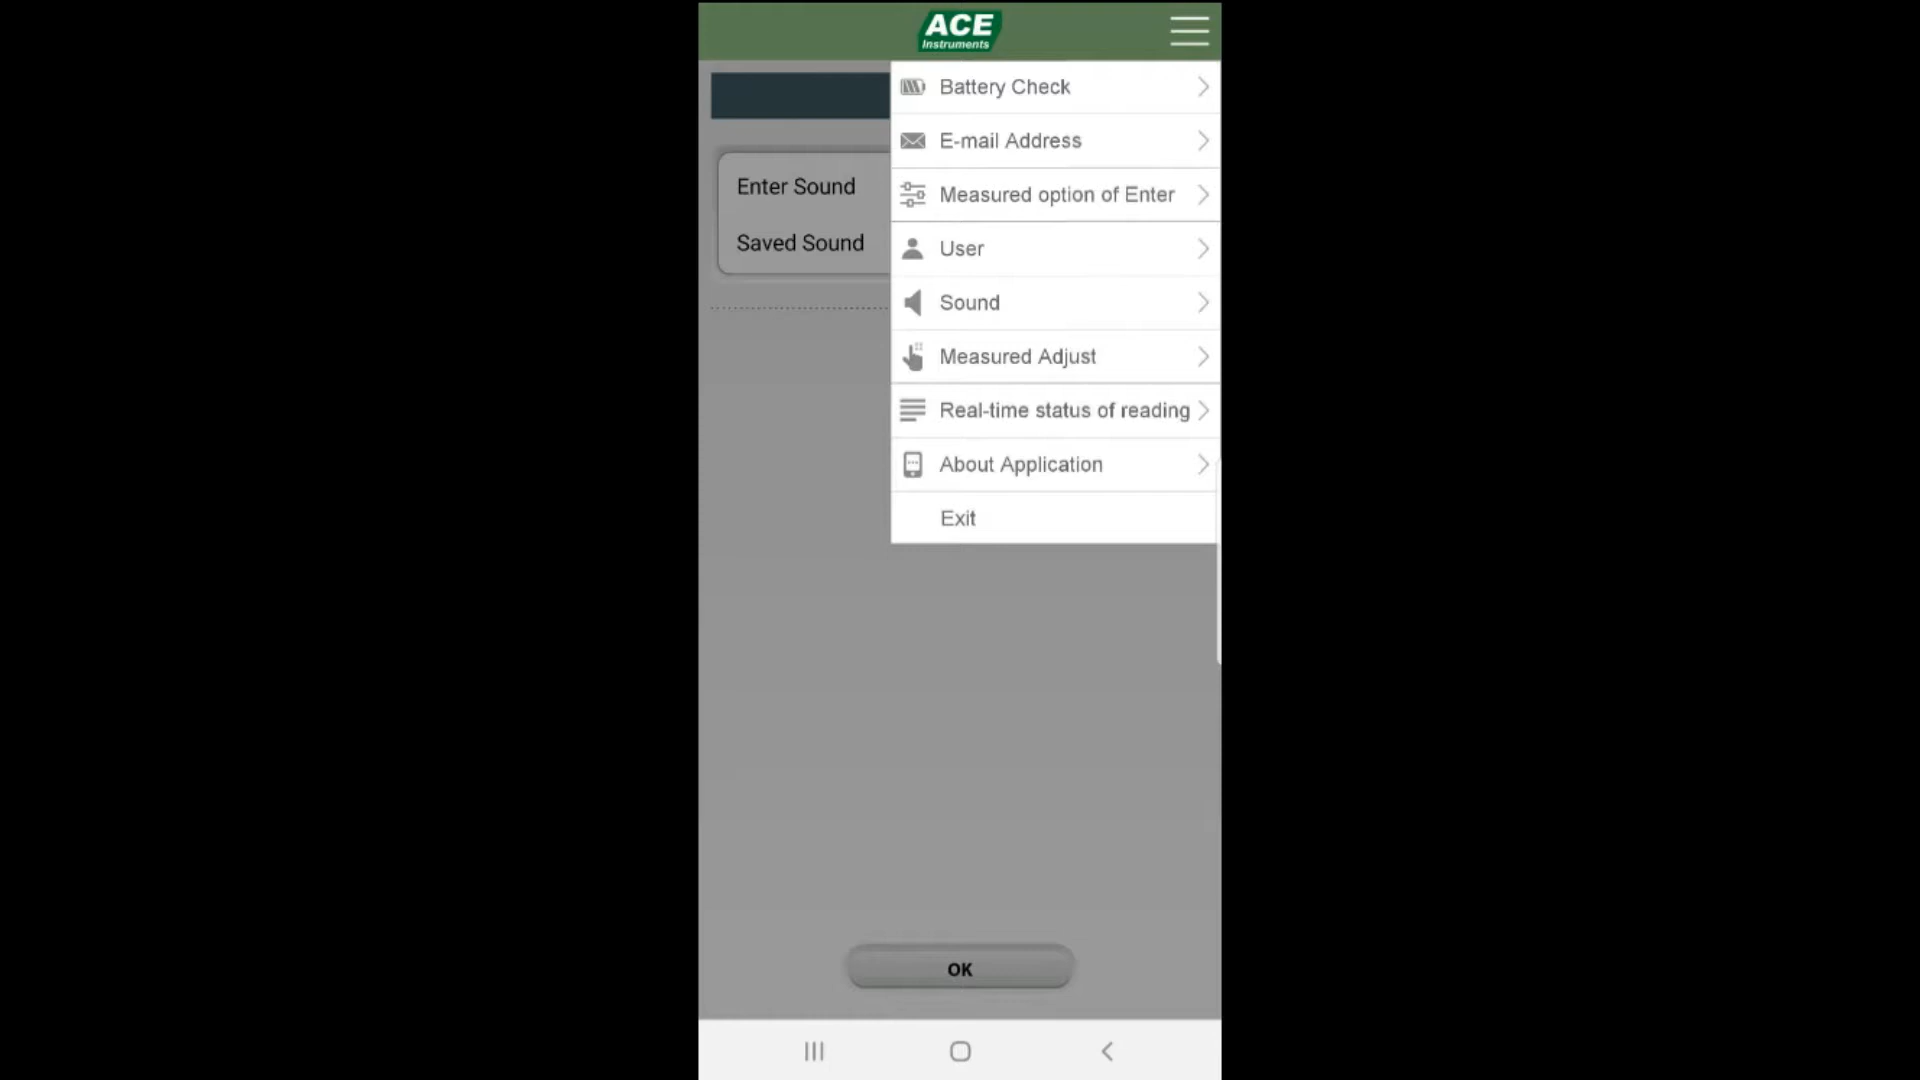 ACE
Instruments
Battery Check
E-mail Address
Measured option of Enter
Enter Sound
Saved Sound
User
Sound
Measured Adjust
Real-time status of reading
About Application
Exit
OK